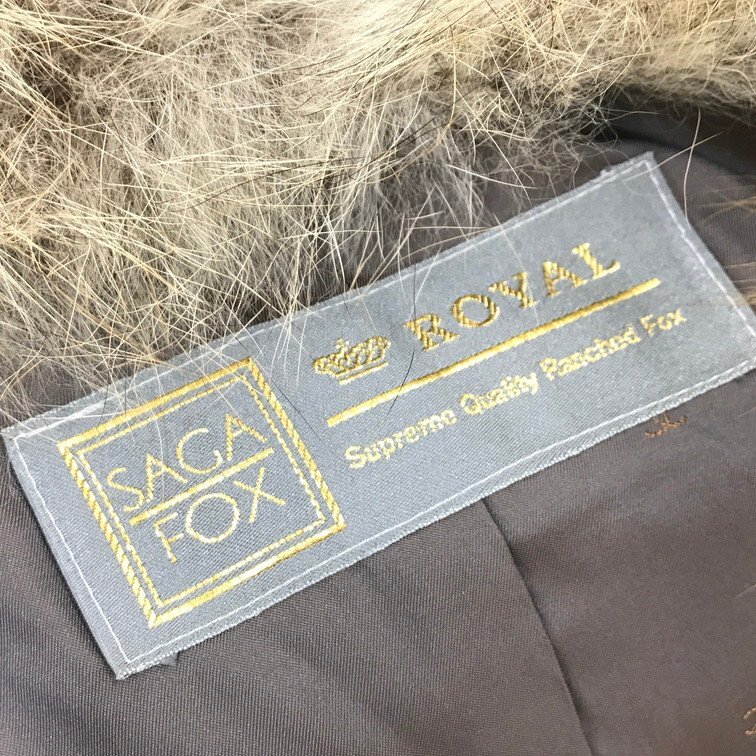 SAGA
FOX
ROYAL
Supreme Quality Ranched Fox